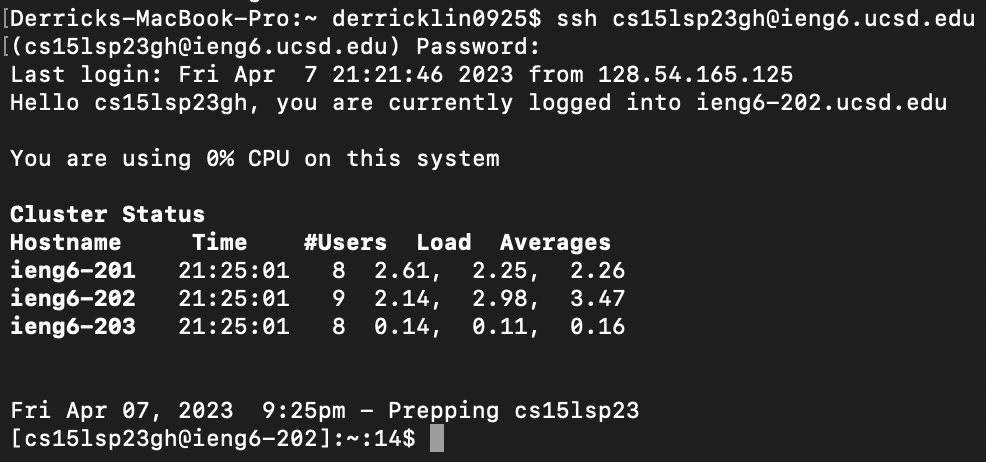 [Derricks-MacBook-Pro:~ derricklin0925$ ssh cs15lsp23gh@ieng6.ucsd.edu
[(cs15lsp23gh@ieng6.ucsd.edu) Password:
Last login: Fri Apr  7 21:21:46 2023 from 128.54.165.125
Hello cs15lsp23gh, you are currently logged into ieng6-202.ucsd.edu
You are using 0% CPU on this system
Cluster Status
Hostname     Time    #Users  Load  Averages
ieng6-201   21:25:01   8  2.61,  2.25,  2.26
ieng6-202   21:25:01   9  2.14,  2.98,  3.47
ieng6-203   21:25:01   8  0.14,  0.11,  0.16
Fri Apr 07, 2023  9:25pm - Prepping cs15lsp23
[cs15lsp23gh@ieng6-202]:~:14$